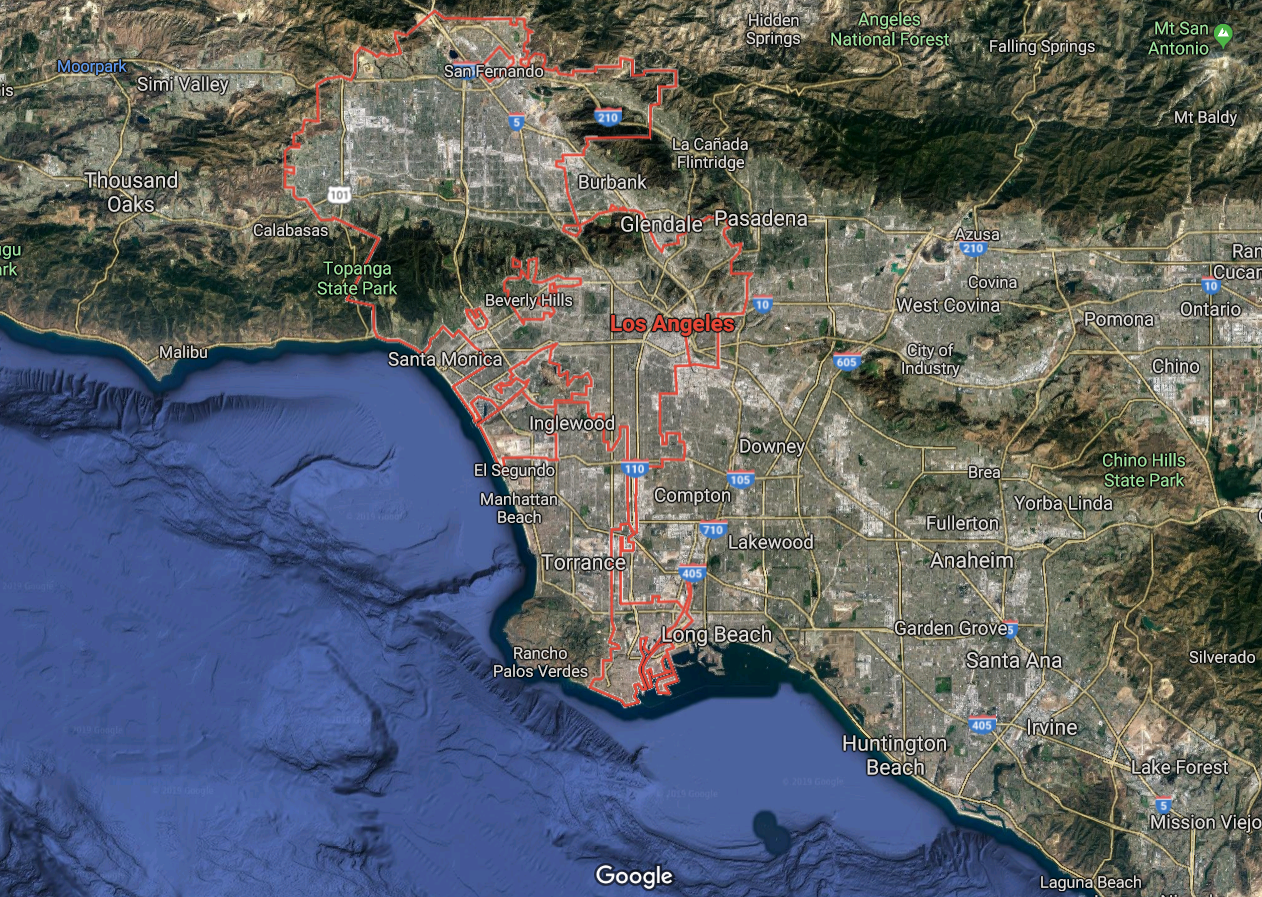 Hidden
Springs
Angeles
National Forest
Mt San
Antonio
Falling Springs
Moorpark
Simi Valley
San Fernando
is
5
210
Mt Baldy
La Cañada
Flintridge
Thousand
Oaks
101
Burbank
Calabasas
Glendale
Pasadena
Azusa
210
gu
rk
Topanga
State Park
Ran
Cucar
Covina
Beverly Hills
10
West Covina
10
Ontario
Los Angeles
Pomona
Malibu
Santa Monica
605
City of
Industry
Chino
Inglewood
Downey
El Segundo
110
105
Brea
Chino Hills
State Park
Manhattan
Beach
Compton
Yorba Linda
710
Lakewood
Fullerton
Torrance
405
Anaheim
Long Beach
Garden Grove
5
Rancho
Palos Verdes
Santa Ana
Silverado
405
Irvine
Huntington
Beach
Lake Forest
5
Mission Viejo
Google
Laguna Beach